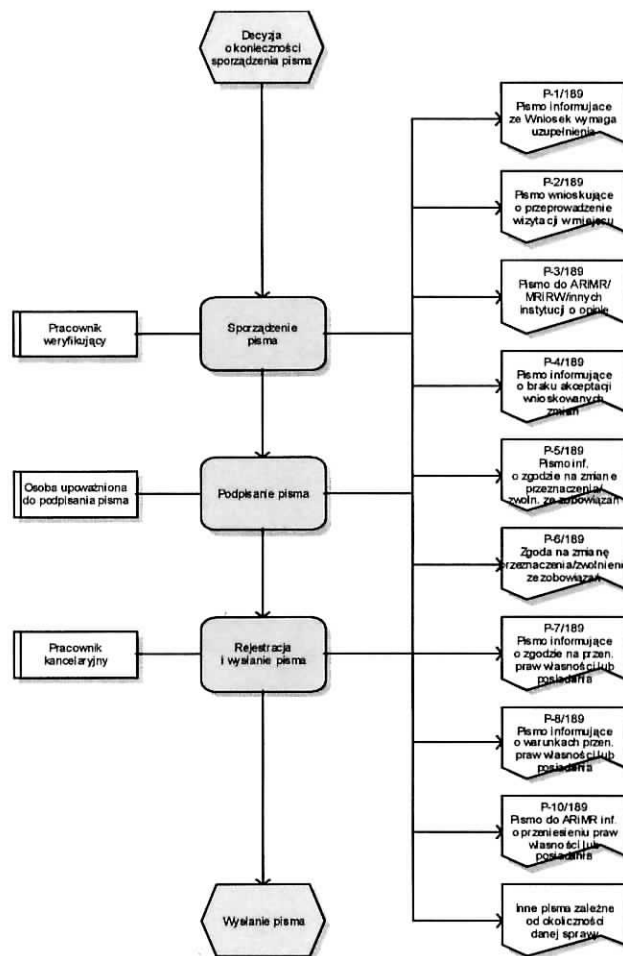 Decyzja
o konieczności
sporządzenia pisma
P-1/189
Pismo informujace
ze Wniosek wymaga
uzupełnienia
P-2/189
Pismo wnioskujące
o przeprowadzenie
wizytacji w miejscu
P-3/189
Pismo do ARiMR/
MRiRW/innych
instytucji o opinie
Pracownik
weryfikujący
Sporządzenie
pisma
P-4/189
Pismo informujące
o braku akceptacji
wnioskowanych
zmian
P-5/189
Pismo inf.
o zgodzie na zmiane
przeznaczenia/
zwoln. ze zobowiązań
Osoba upoważniona
do podpisania pisma
Podpisanie pisma
P-6/189
Zgoda na zmianę
przeznaczenia/zwolnienie
ze zobowiązań
Pracownik
kancelaryjny
Rejestracja
i wysłanie pisma
P-7/189
Pismo informujące
o zgodzie na przen.
praw własności lub
posiadania
P-8/189
Pismo informujące
o warunkach przen.
praw własności lub
posiadania
P-10/189
Pismo do ARiMR inf.
o przeniesieniu praw
własności lub
posiadania
Wysłanie pisma
Inne pisma zależne
od okoliczności
danej sprawy